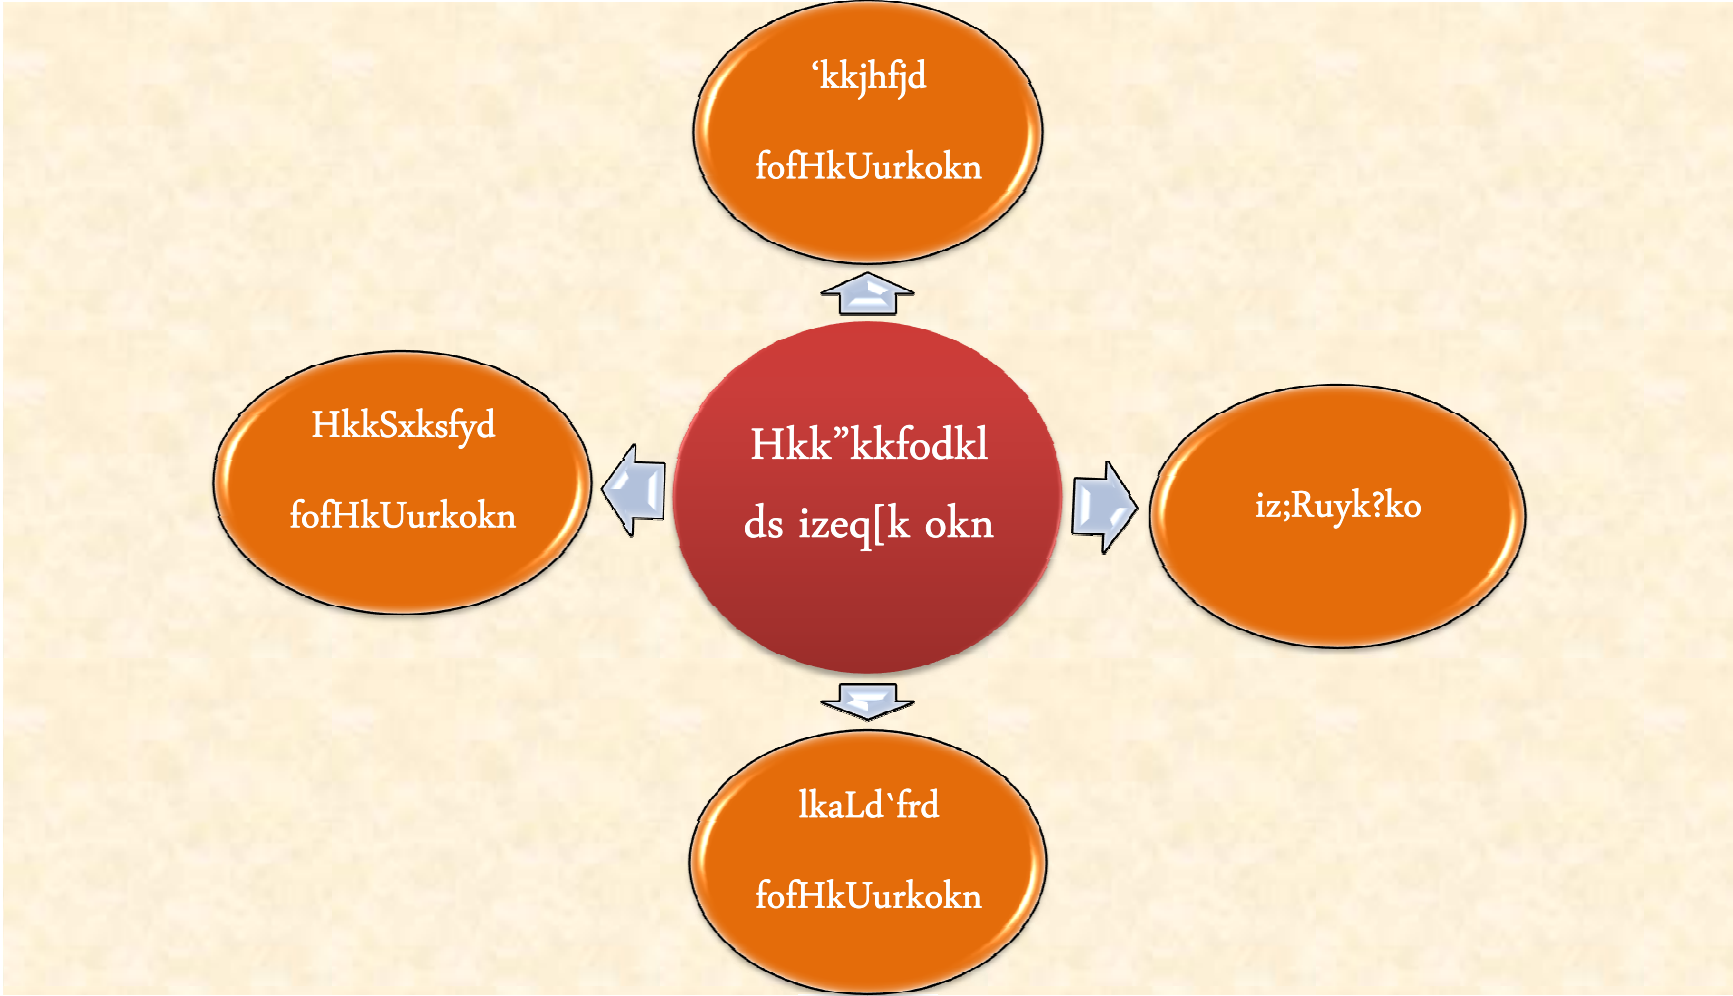 ‘kkjhfjd
fofHkUurkokn
HkkSxksfyd
fofHkUurkokn
Hkk”kkfodkl
ds izeq[k okn
iz;Ruyk?ko
lkaLd`frd
fofHkUurkokn